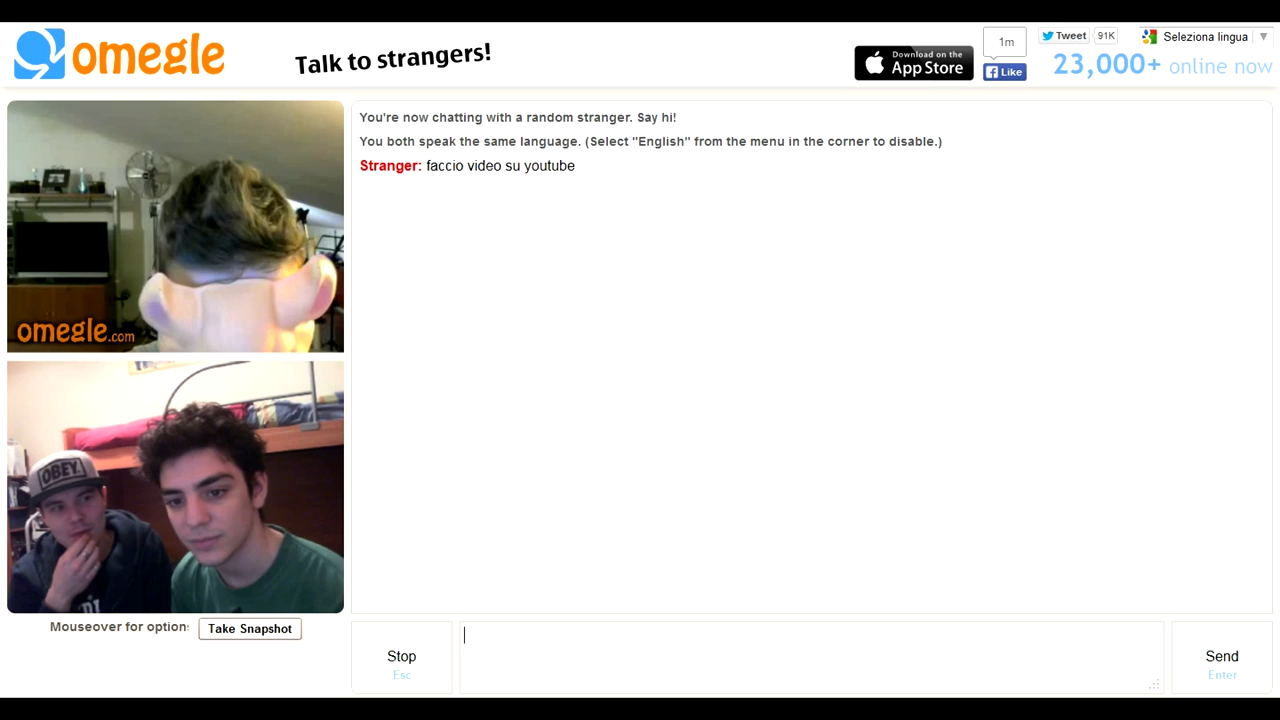 omegle
Talk to strangers!
Download on the
App Store
1m
Like
Tweet
91K
Seleziona lingua
23,000+ online now
You're now chatting with a random stranger. Say hi!
You both speak the same language. (Select "English" from the menu in the corner to disable.)
Stranger: faccio video su youtube
omegle.com
OBEY
Mouseover for option
Take Snapshot
Stop
Esc
Send
Enter